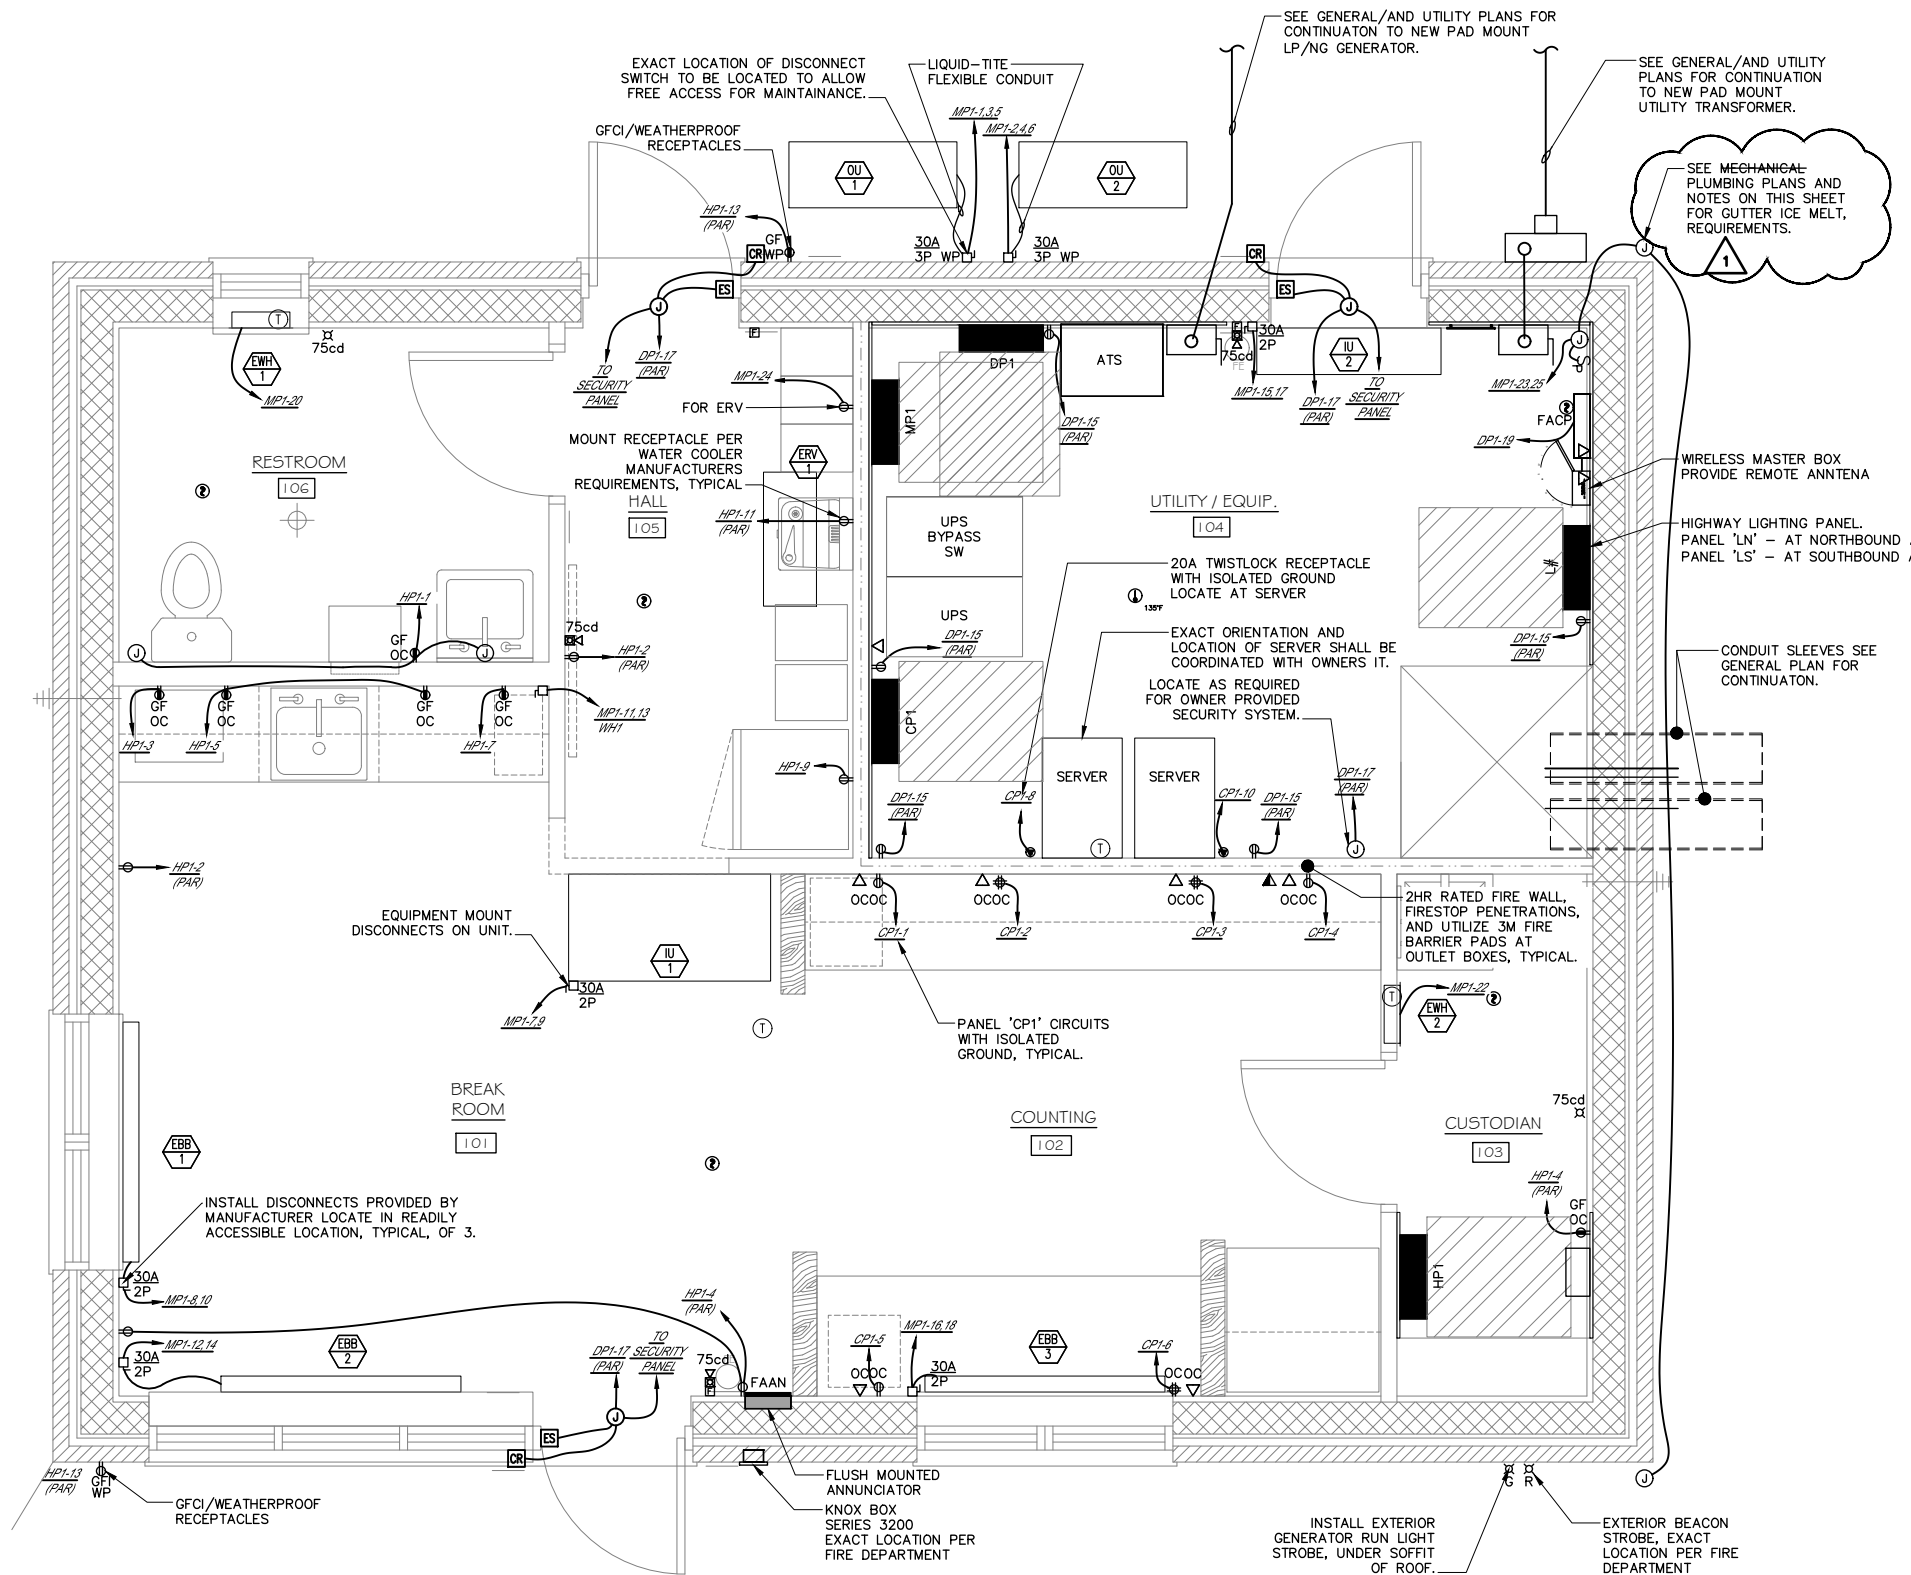 SEE GENERAL/AND UTILITY PLANS FOR
CONTINUATON TO NEW PAD MOUNT
LP/NG GENERATOR.
EXACT LOCATION OF DISCONNECT
SWITCH TO BE LOCATED TO ALLOW
FREE ACCESS FOR MAINTAINANCE.
LIQUID-TITE
FLEXIBLE CONDUIT
SEE GENERAL/AND UTILITY
PLANS FOR CONTINUATION
TO NEW PAD MOUNT
UTILITY TRANSFORMER.
MP1-1,3,5
MP1-2,4,6
GFCI/WEATHERPROOF
RECEPTACLES
OU
1
OU
2
SEE MECHANICAL
PLUMBING PLANS AND
NOTES ON THIS SHEET
FOR GUTTER ICE MELT,
REQUIREMENTS.
1
HP1-13
(PAR)
GF
WP
CR
30A
3P WP
30A
3P WP
CR
J
ES
J
ES
J
T
75cd
EWH
1
MP1-20
TO
SECURITY
PANEL
DP1-17
(PAR)
F
MP1-24
FOR ERV
DP1
ATS
F
30A
2P
75cd
FE
IU
2
MP1-15,17
DP1-17
(PAR)
TO
SECURITY
PANEL
J
MP1-23,25
MP1
DP1-15
(PAR)
FACP
DP1-19
MOUNT RECEPTACLE PER
WATER COOLER
MANUFACTURERS
REQUIREMENTS, TYPICAL
ERV
1
RESTROOM
106
HALL
105
HP1-11
(PAR)
UPS
BYPASS
SW
UTILITY / EQUIP.
104
WIRELESS MASTER BOX
PROVIDE REMOTE ANNTENA
HIGHWAY LIGHTING PANEL.
PANEL 'LN' - AT NORTHBOUND
PANEL 'LS' - AT SOUTHBOUND
L#
20A TWISTLOCK RECEPTACLE
WITH ISOLATED GROUND
LOCATE AT SERVER
135°F
HP1-1
GF
OC
J
J
75cd
HP1-2
(PAR)
UPS
DP1-15
(PAR)
EXACT ORIENTATION AND
LOCATION OF SERVER SHALL BE
COORDINATED WITH OWNERS IT.
DP1-15
(PAR)
CONDUIT SLEEVES SEE
GENERAL PLAN FOR
CONTINUATON.
LOCATE AS REQUIRED
FOR OWNER PROVIDED
SECURITY SYSTEM.
GF
OC
GF
OC
GF
OC
GF
OC
MP1-11,13
WH1
HP1-3
HP1-5
HP1-7
CP1
HP1-9
SERVER
SERVER
DP1-17
(PAR)
DP1-15
(PAR)
CP1-8
CP1-10
DP1-15
(PAR)
T
J
HP1-2
(PAR)
OCOC
OCOC
OCOC
OCOC
CP1-1
CP1-2
CP1-3
CP1-4
2HR RATED FIRE WALL,
FIRESTOP PENETRATIONS,
AND UTILIZE 3M FIRE
BARRIER PADS AT
OUTLET BOXES, TYPICAL.
EQUIPMENT MOUNT
DISCONNECTS ON UNIT.
IU
1
30A
2P
MP1-7,9
T
T
MP1-22
EWH
2
PANEL 'CP1' CIRCUITS
WITH ISOLATED
GROUND, TYPICAL.
BREAK
ROOM
101
COUNTING
102
75cd
CUSTODIAN
103
EBB
1
HP1-4
(PAR)
GF
OC
INSTALL DISCONNECTS PROVIDED BY
MANUFACTURER LOCATE IN READILY
ACCESSIBLE LOCATION, TYPICAL, OF 3.
HP1
30A
2P
MP1-8,10
HP1-4
(PAR)
MP1-12,14
30A
2P
EBB
2
DP1-17
(PAR)
TO
SECURITY
PANEL
75cd
F
FAAN
CP1-5
OCOC
MP1-16,18
30A
2P
EBB
3
CP1-6
OCOC
J
ES
CR
HP1-13
(PAR)
GFI
WP
GFCI/WEATHERPROOF
RECEPTACLES
FLUSH MOUNTED
ANNUNCIATOR
KNOX BOX
SERIES 3200
EXACT LOCATION PER
FIRE DEPARTMENT
G
R
J
INSTALL EXTERIOR
GENERATOR RUN LIGHT
STROBE, UNDER SOFFIT
OF ROOF.
EXTERIOR BEACON
STROBE, EXACT
LOCATION PER FIRE
DEPARTMENT